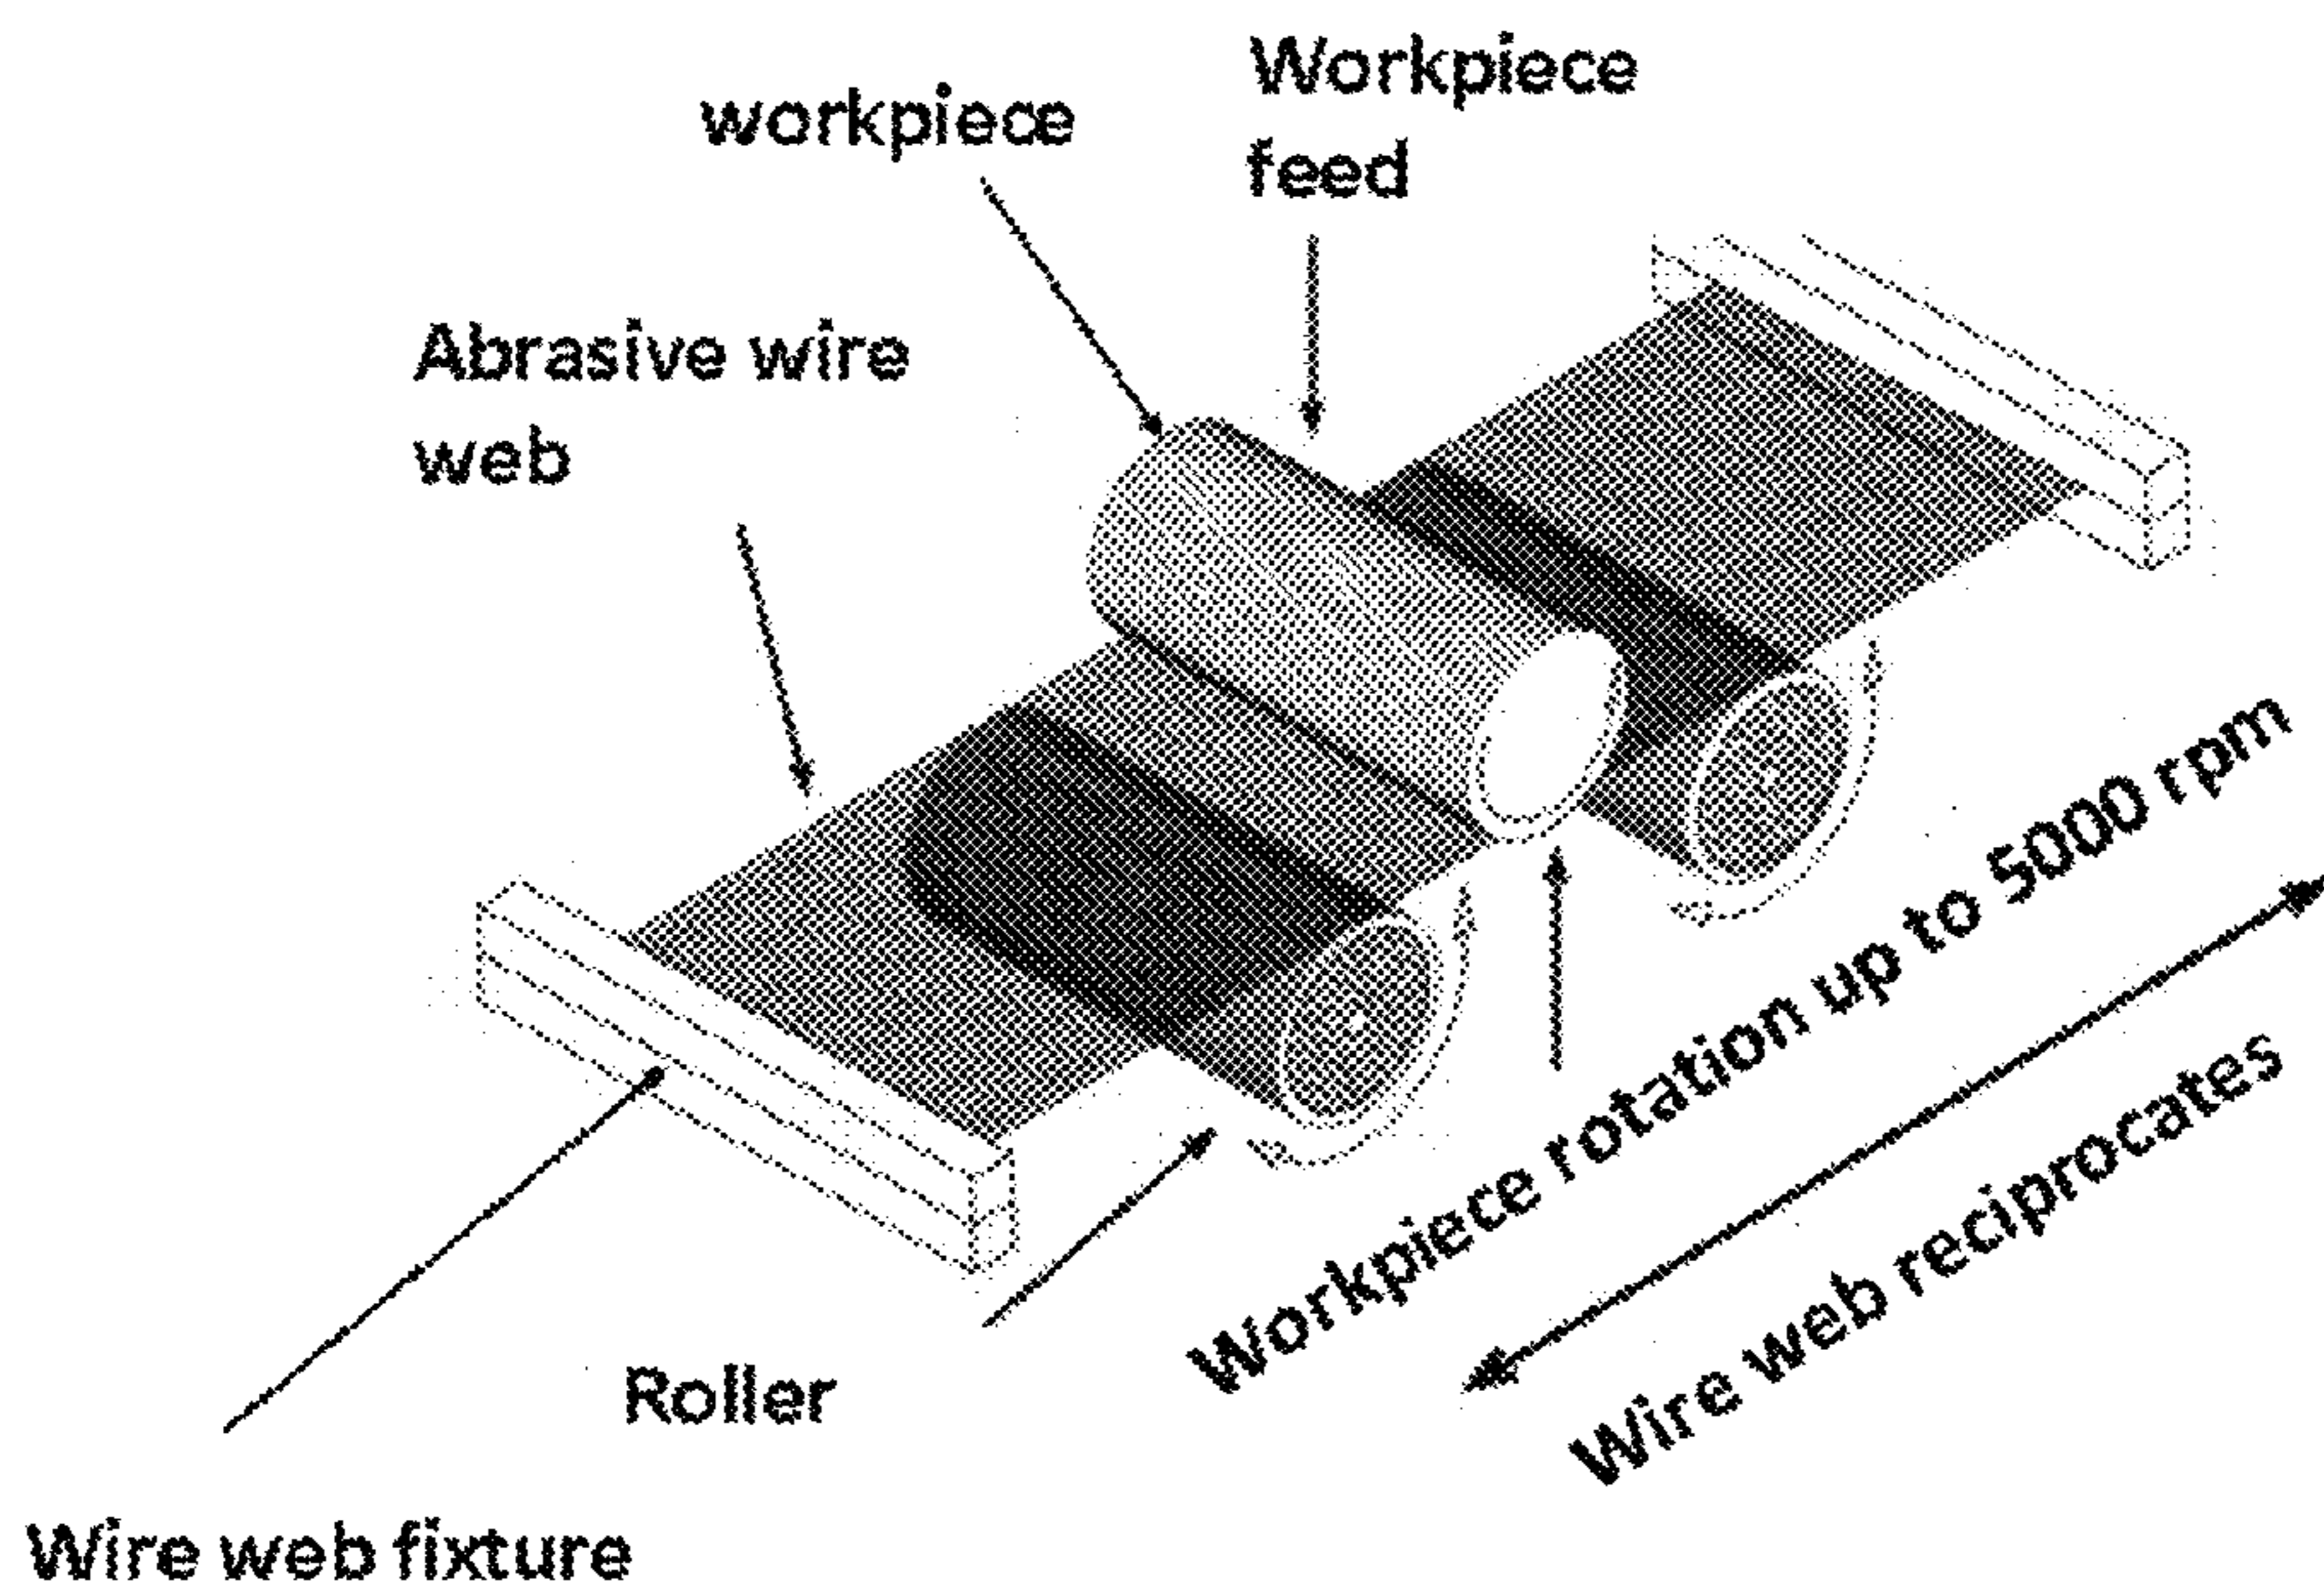 workpiece
Workpiece
feed
Abrasive wire
web
Workpiece rotation up to 5000 rpm
Wire web reciprocates
Roller
Wire web fixture